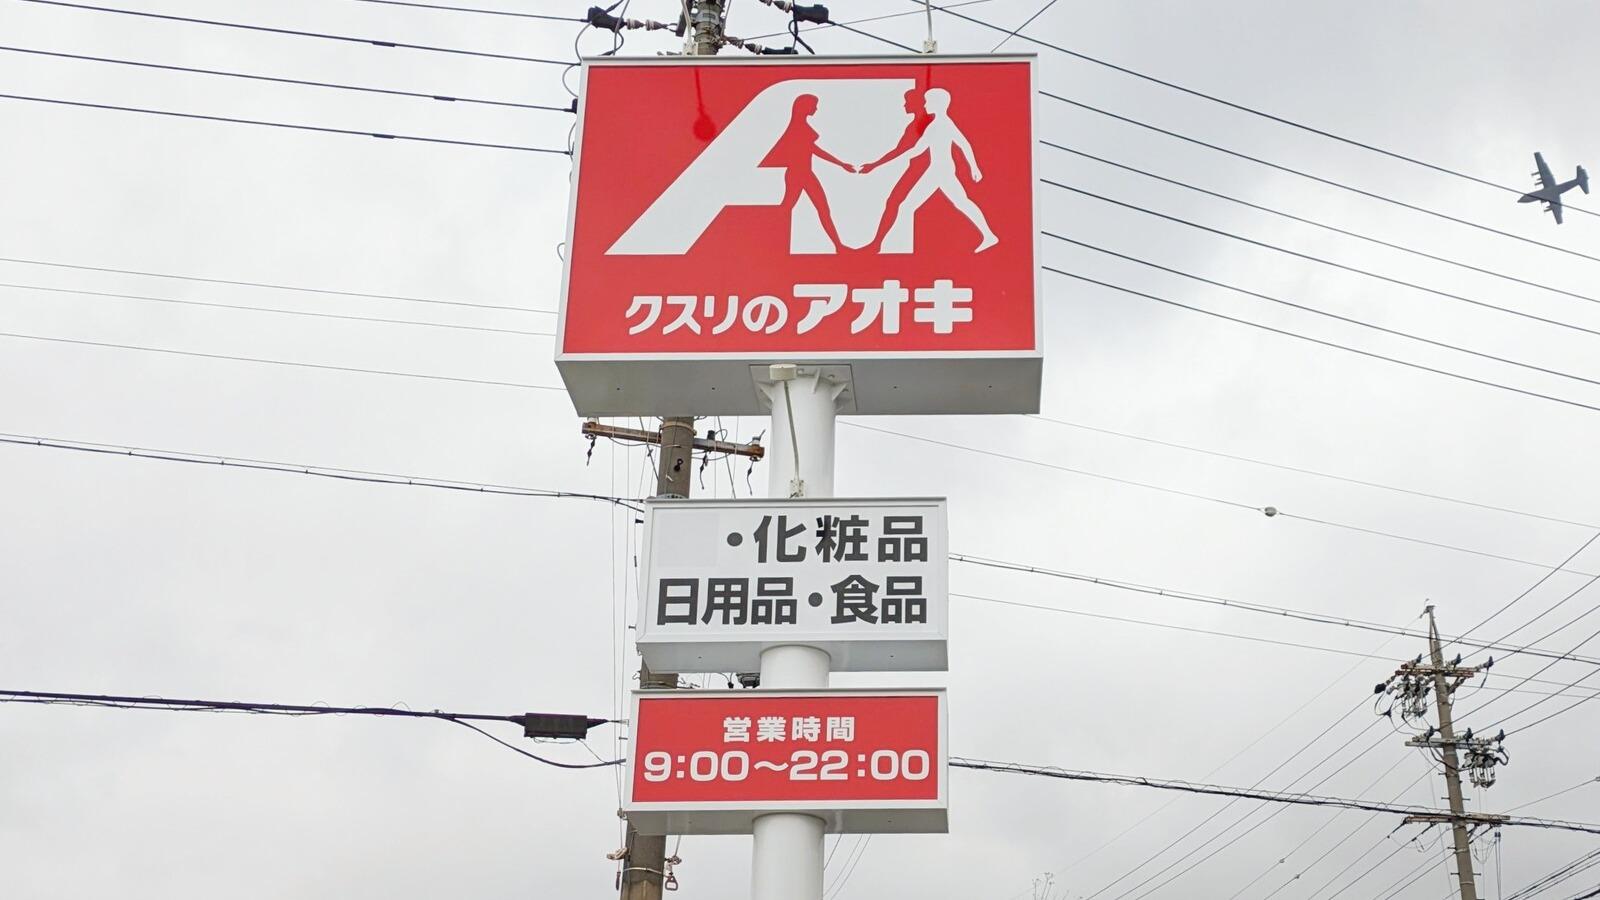 クスリのアオキ
・化粧品
日用品・食品
営業時間
9:00～22:00